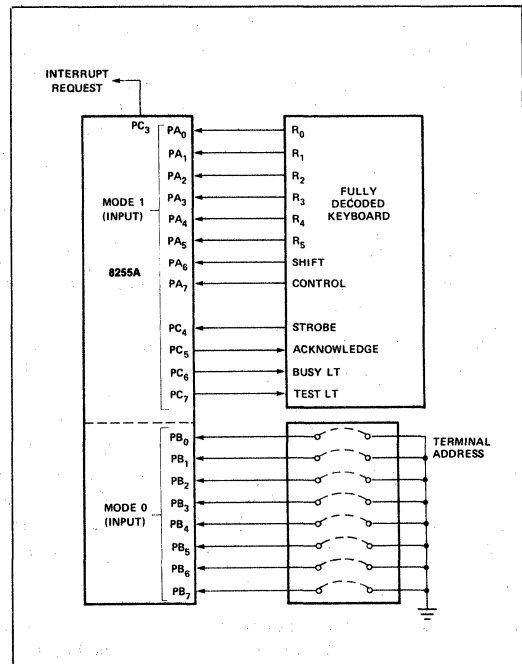 INTERRUPT
REQUEST
PC3
MODE 1
(INPUT)
8255A
PA0
PA1
PA2
PA3
PA4
PA5
PA6
PA7
PC4
PC5
PC6
PC7
R0
R1
R2
R3
R4
R5
SHIFT
CONTROL
STROBE
ACKNOWLEDGE
BUSY LT
TEST LT
FULLY
DECODED
KEYBOARD
MODE 0
(INPUT)
PB0
PB1
PB2
PB3
PB4
PB5
PB6
PB7
TERMINAL
ADDRESS